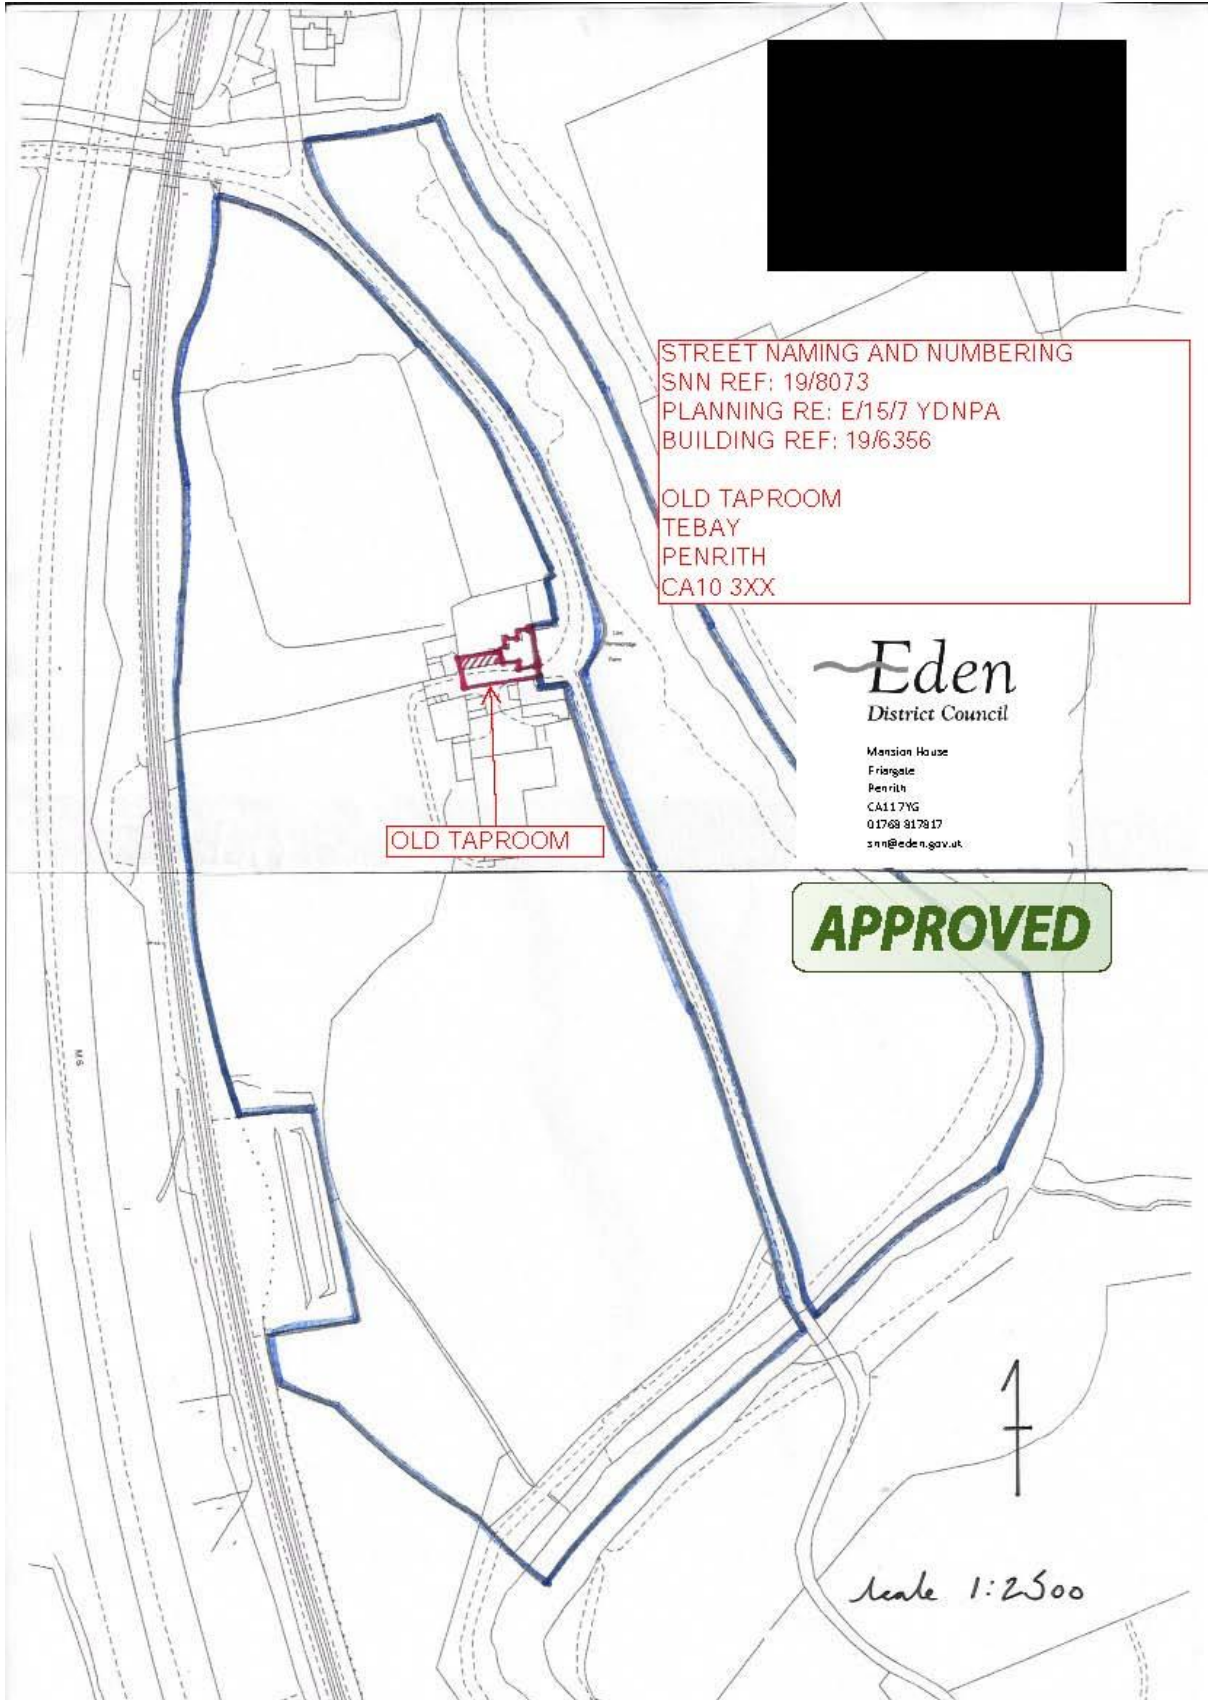 STREET NAMING AND NUMBERING
SNN REF: 19/8073
PLANNING RE: E/15/7 YDNPA
BUILDING REF: 19/6356
OLD TAPROOM
TEBAY
PENRITH
CA10 3XX
Eden
District Council
Mansion House
Friargate
Penrith
CA11 7YG
01768 817817
snn@eden.gov.uk
OLD TAPROOM
APPROVED
M6
Scale 1:2500